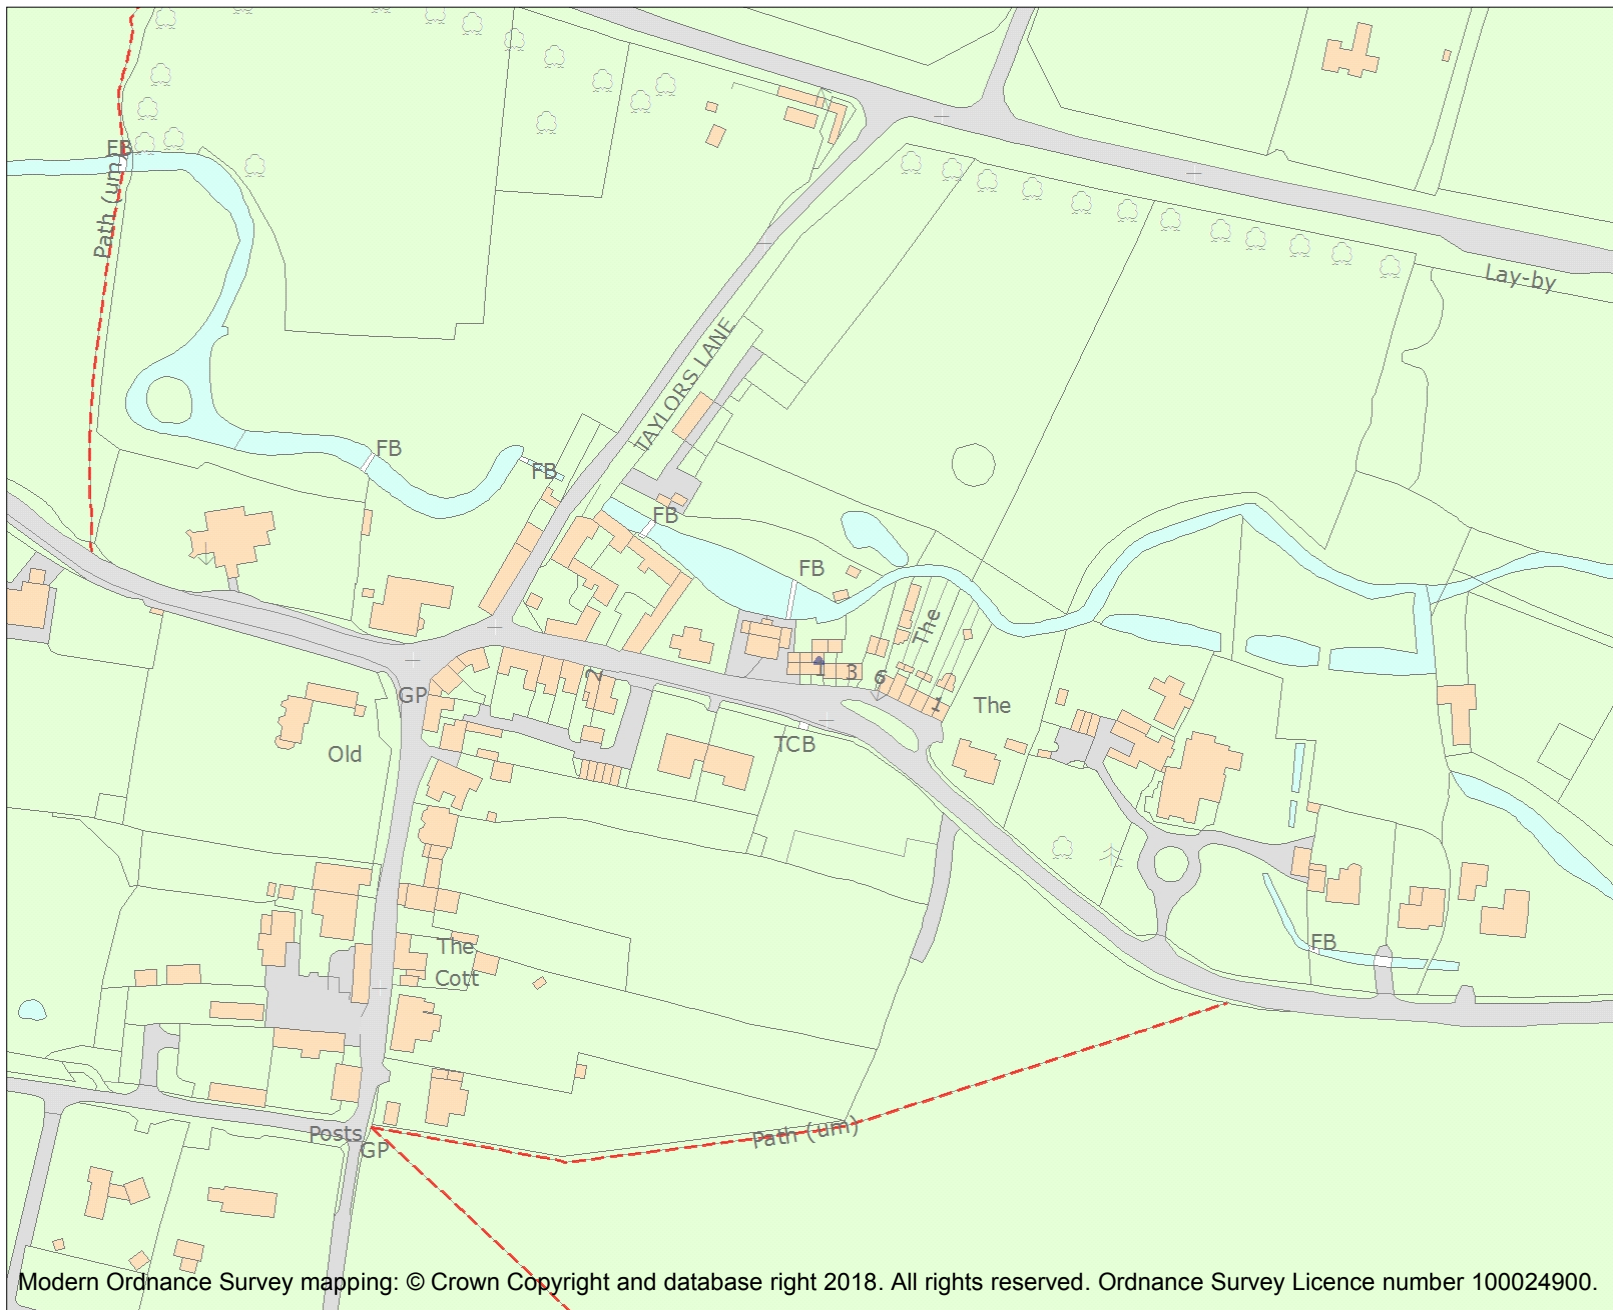 FB
Path (um)
Lay-by
TAYLORS LANE
FB
FB
FB
FB
The
2
1
3
6
1
GP
The
Old
TCB
The
Cott
FB
Path (um)
Posts
GP
Modern Ordnance Survey mapping: © Crown Copyright and database right 2018. All rights reserved. Ordnance Survey Licence number 100024900.